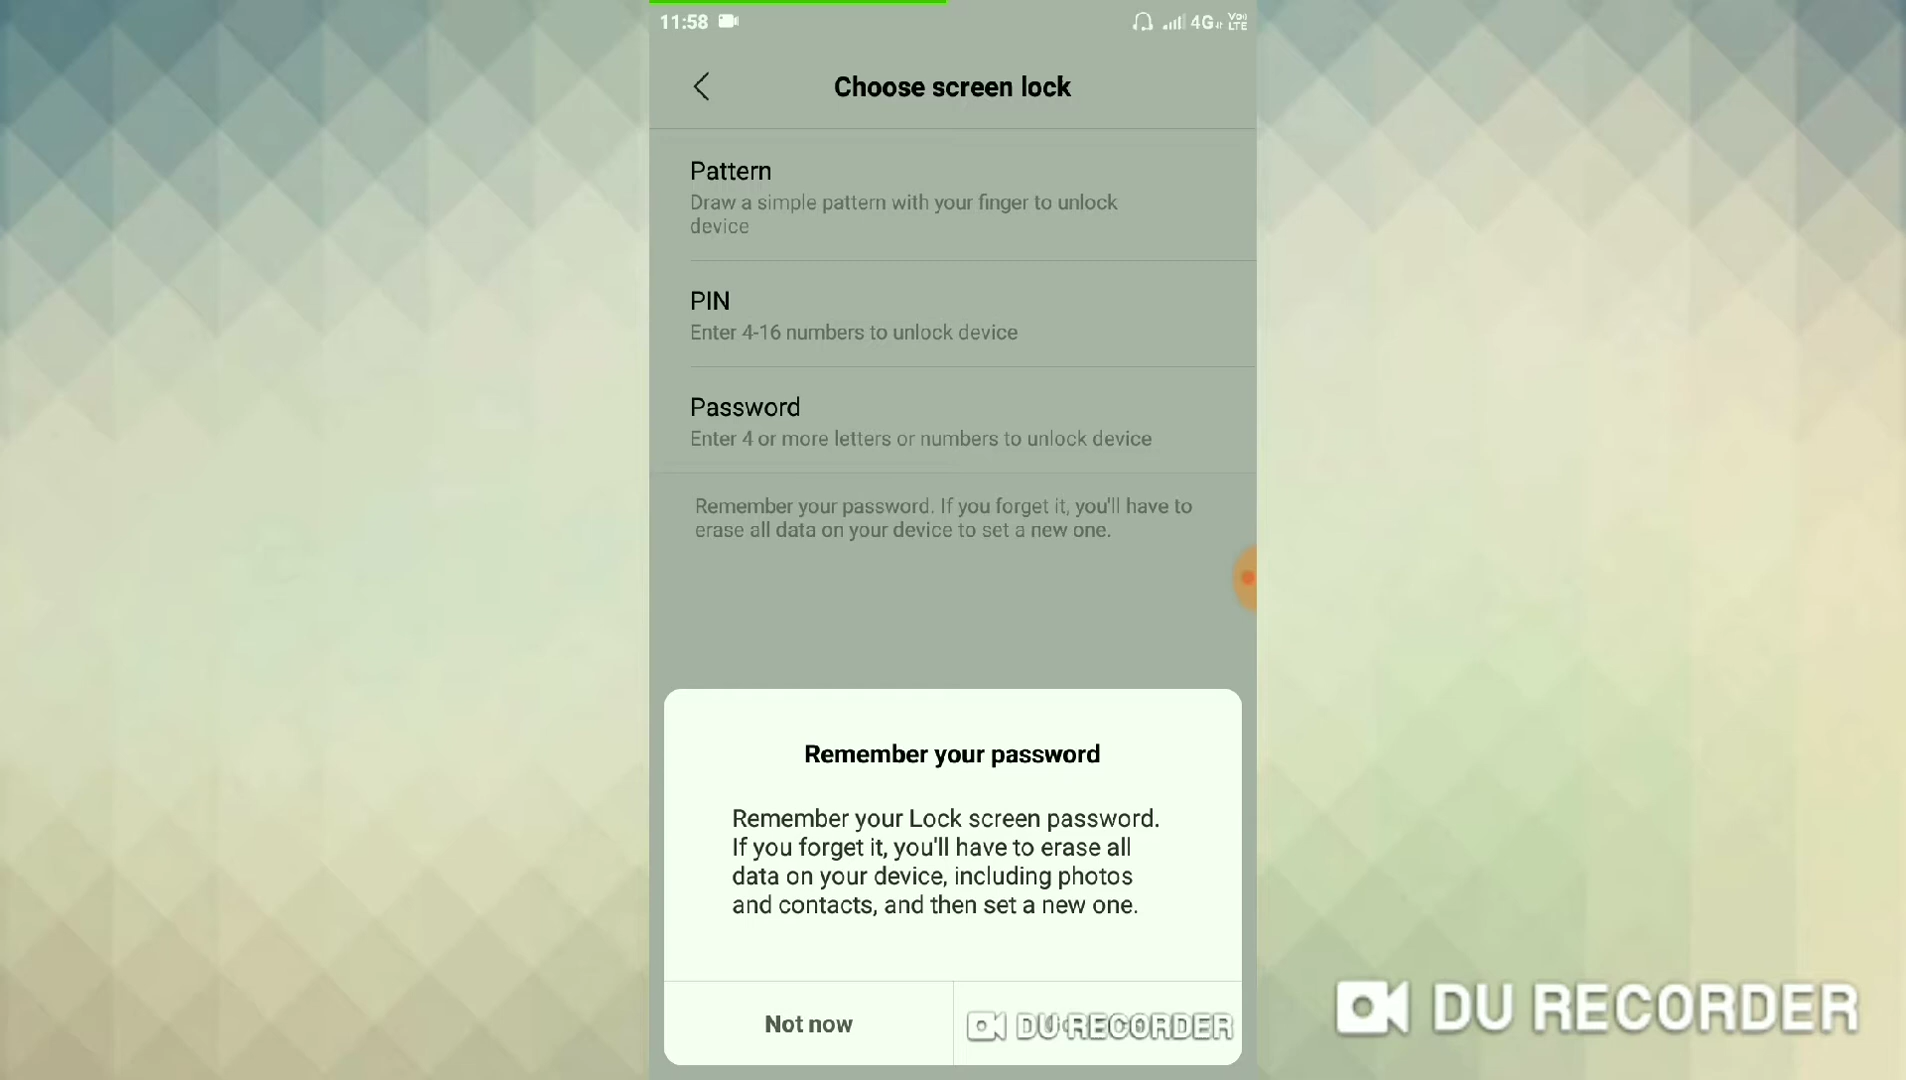 11:58
4G
Vo))
LTE
Choose screen lock
Pattern
Draw a simple pattern with your finger to unlock
device
PIN
Enter 4-16 numbers to unlock device
Password
Enter 4 or more letters or numbers to unlock device
Remember your password. If you forget it, you'll have to
erase all data on your device to set a new one.
Remember your password
Remember your Lock screen password.
If you forget it, you'll have to erase all
data on your device, including photos
and contacts, and then set a new one.
Not now
DU RECORDER
DU RECORDER